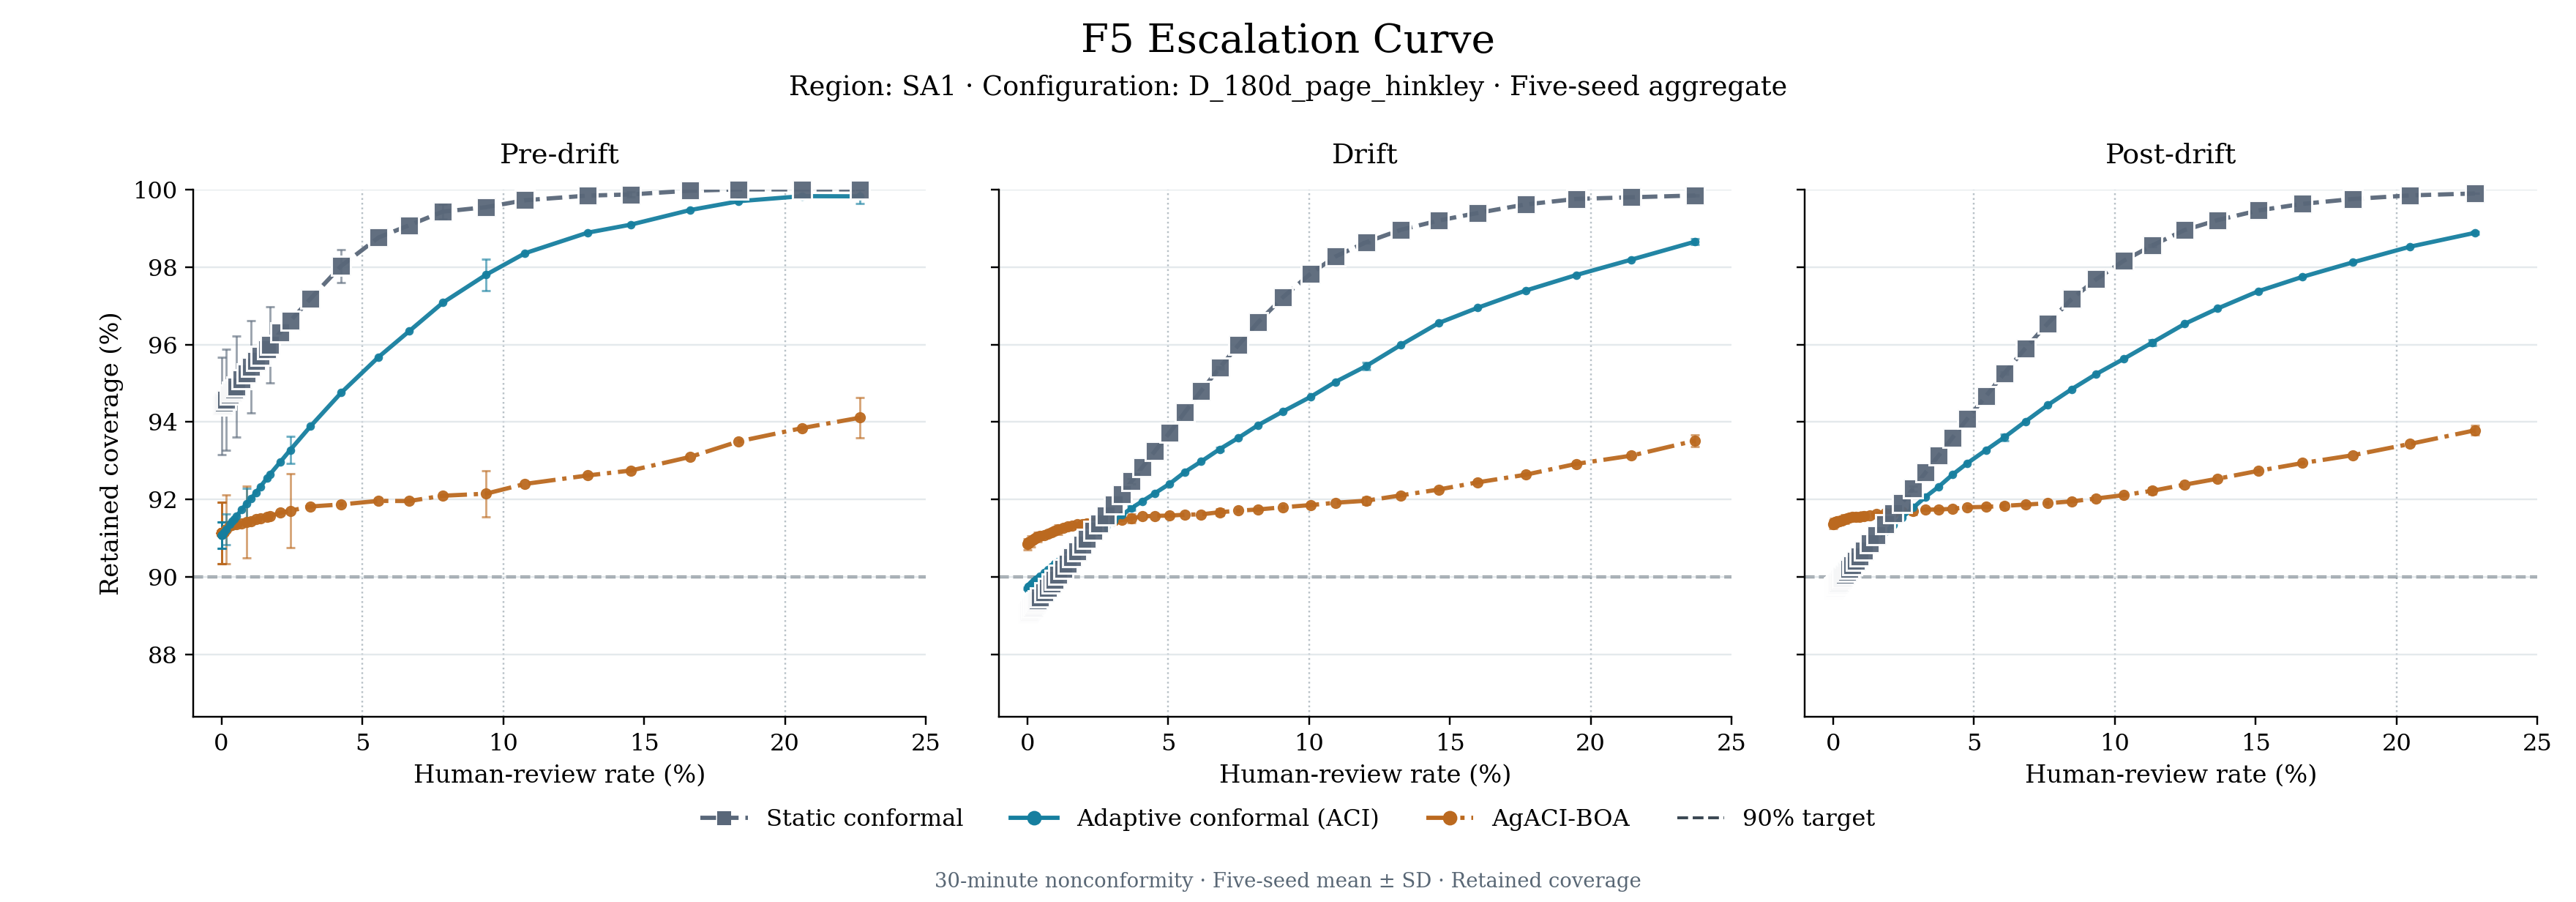 F5 Escalation Curve
Region: SA1 · Configuration: D_180d_page_hinkley · Five-seed aggregate
Pre-drift
Drift
Post-drift
Retained coverage (%)
100
98
96
94
92
90
88
0 5 10 15 20 25
0 5 10 15 20 25
0 5 10 15 20 25
Human-review rate (%)
Human-review rate (%)
Human-review rate (%)
Static conformal
Adaptive conformal (ACI)
AgACI-BOA
90% target
30-minute nonconformity · Five-seed mean ± SD · Retained coverage